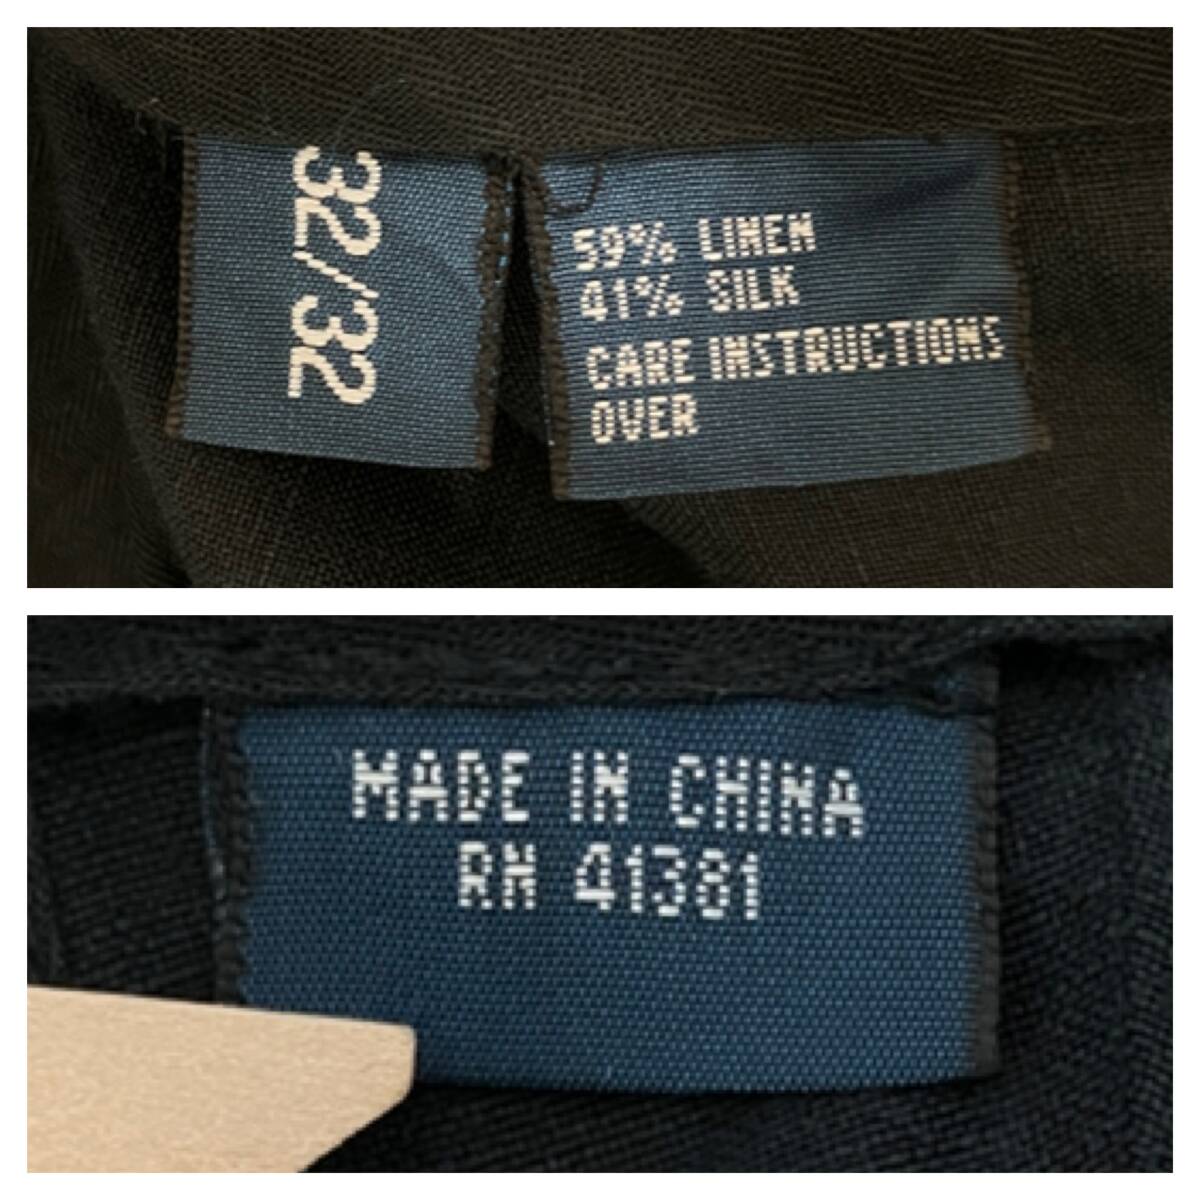 32/32
59% LINEN
41% SILK
CARE INSTRUCTIONS
OVER
MADE IN CHINA
RN 41381